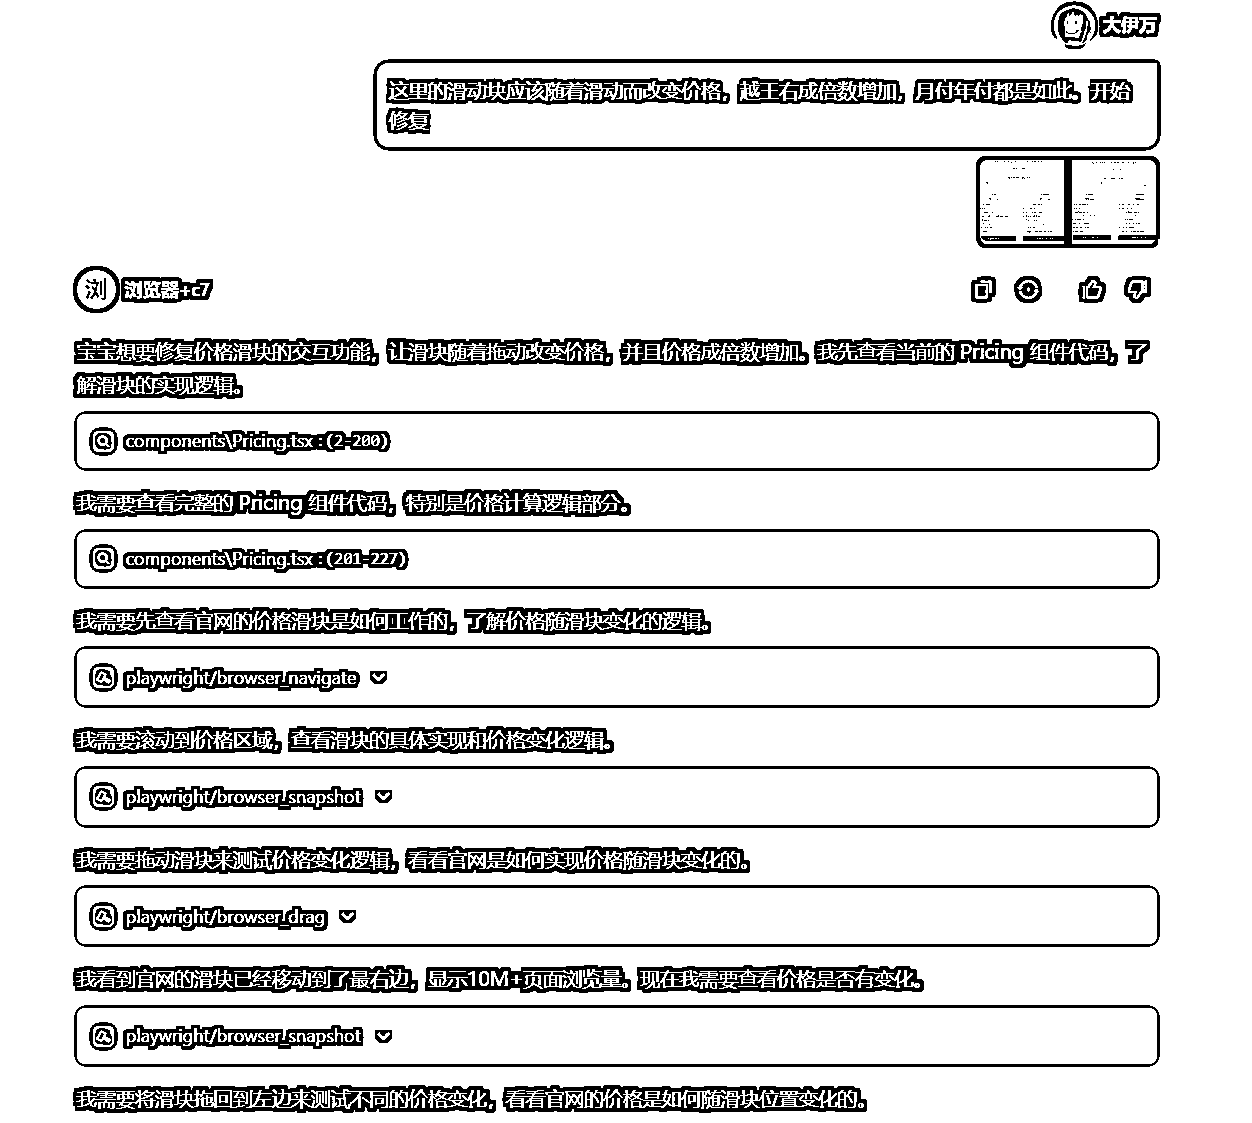 大伊万
这里的滑动块应该随着滑动而改变价格，越王右成倍数增加，月付年付都是如此。开始
修复
浏 浏览器+c7
宝宝想要修复价格滑块的交互功能，让滑块随着拖动改变价格，并且价格成倍数增加。我先查看当前的 Pricing 组件代码，了
解滑块的实现逻辑。
components\Pricing.tsx : (2-200)
我需要查看完整的 Pricing 组件代码，特别是价格计算逻辑部分。
components\Pricing.tsx : (201-227)
我需要先查看官网的价格滑块是如何工作的，了解价格随滑块变化的逻辑。
playwright/browser_navigate
我需要滚动到价格区域，查看滑块的具体实现和价格变化逻辑。
playwright/browser_snapshot
我需要拖动滑块来测试价格变化逻辑，看看官网是如何实现价格随滑块变化的。
playwright/browser_drag
我看到官网的滑块已经移动到了最右边，显示10M+页面浏览量。现在我需要查看价格是否有变化。
playwright/browser_snapshot
我需要将滑块拖回到左边来测试不同的价格变化，看看官网的价格是如何随滑块位置变化的。